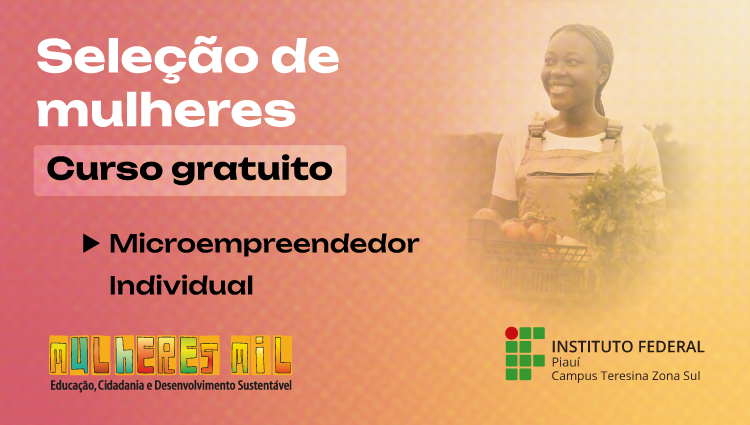 Seleção de
mulheres
Curso gratuito
▶ Microempreendedor
Individual
MULHERES MIL
Educação, Cidadania e Desenvolvimento Sustentável
INSTITUTO FEDERAL
Piauí
Campus Teresina Zona Sul